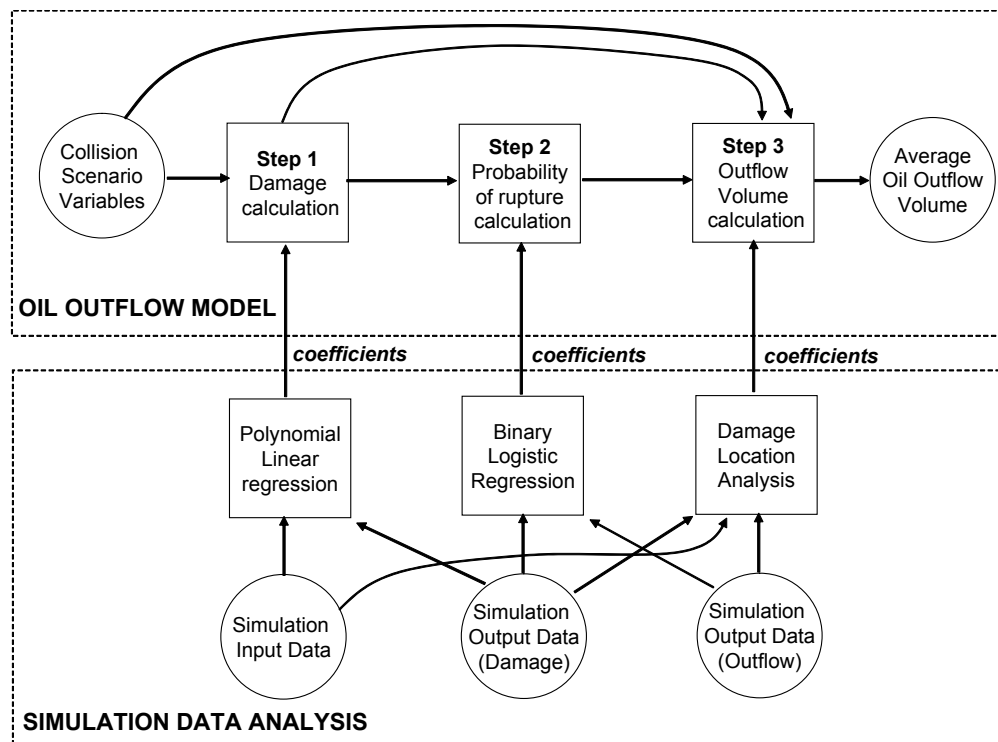 Collision
Scenario
Variables
Step 1
Damage
calculation
Step 2
Probability
of rupture
calculation
Step 3
Outflow
Volume
calculation
Average
Oil Outflow
Volume
OIL OUTFLOW MODEL
coefficients
coefficients
coefficients
Polynomial
Linear
regression
Binary
Logistic
Regression
Damage
Location
Analysis
Simulation
Input Data
Simulation
Output Data
(Damage)
Simulation
Output Data
(Outflow)
SIMULATION DATA ANALYSIS